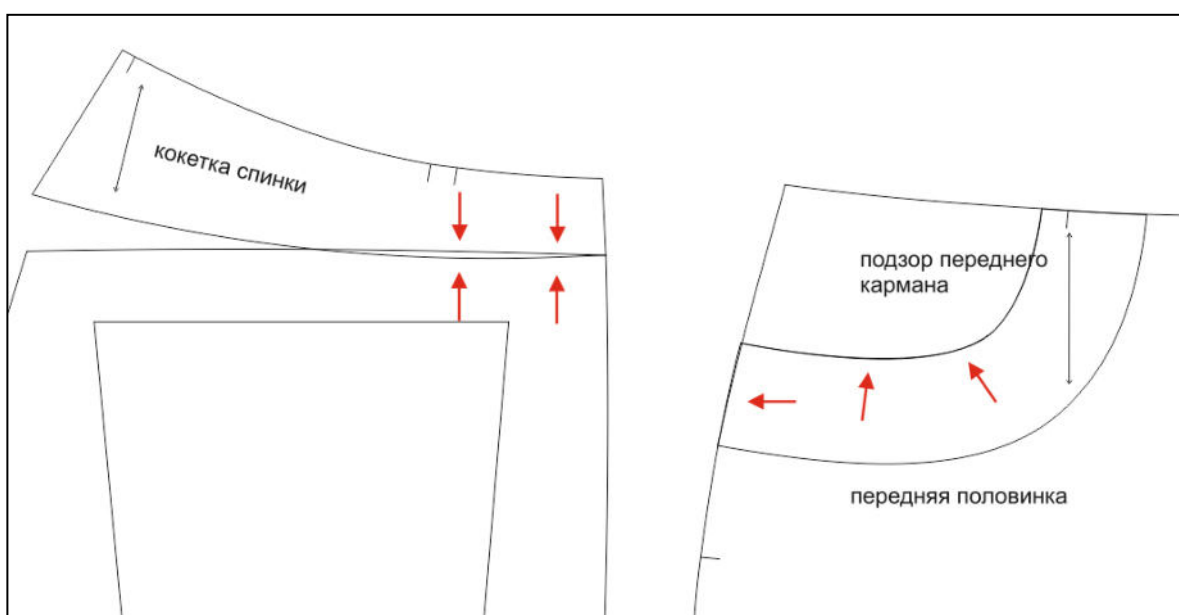 кокетка спинки
подзор переднего
кармана
передняя половинка